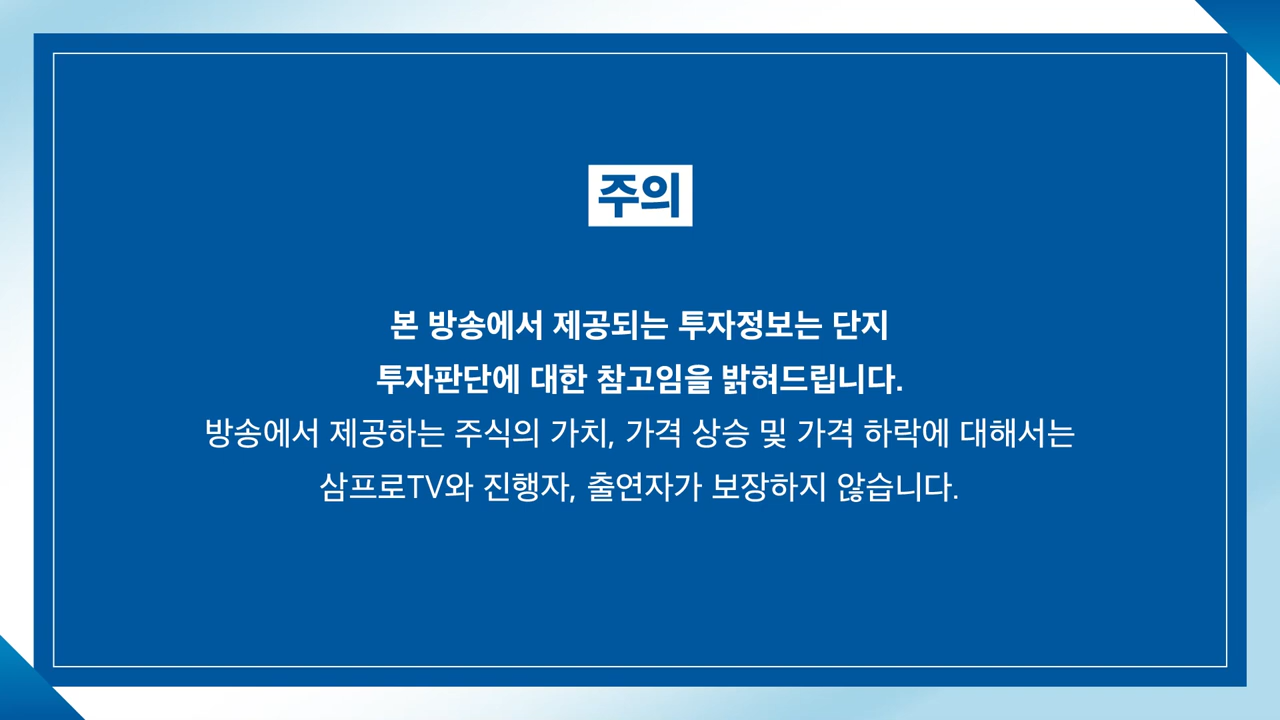 주의
본 방송에서 제공되는 투자정보는 단지
투자판단에 대한 참고임을 밝혀드립니다.
방송에서 제공하는 주식의 가치, 가격 상승 및 가격 하락에 대해서는
삼프로TV와 진행자, 출연자가 보장하지 않습니다.